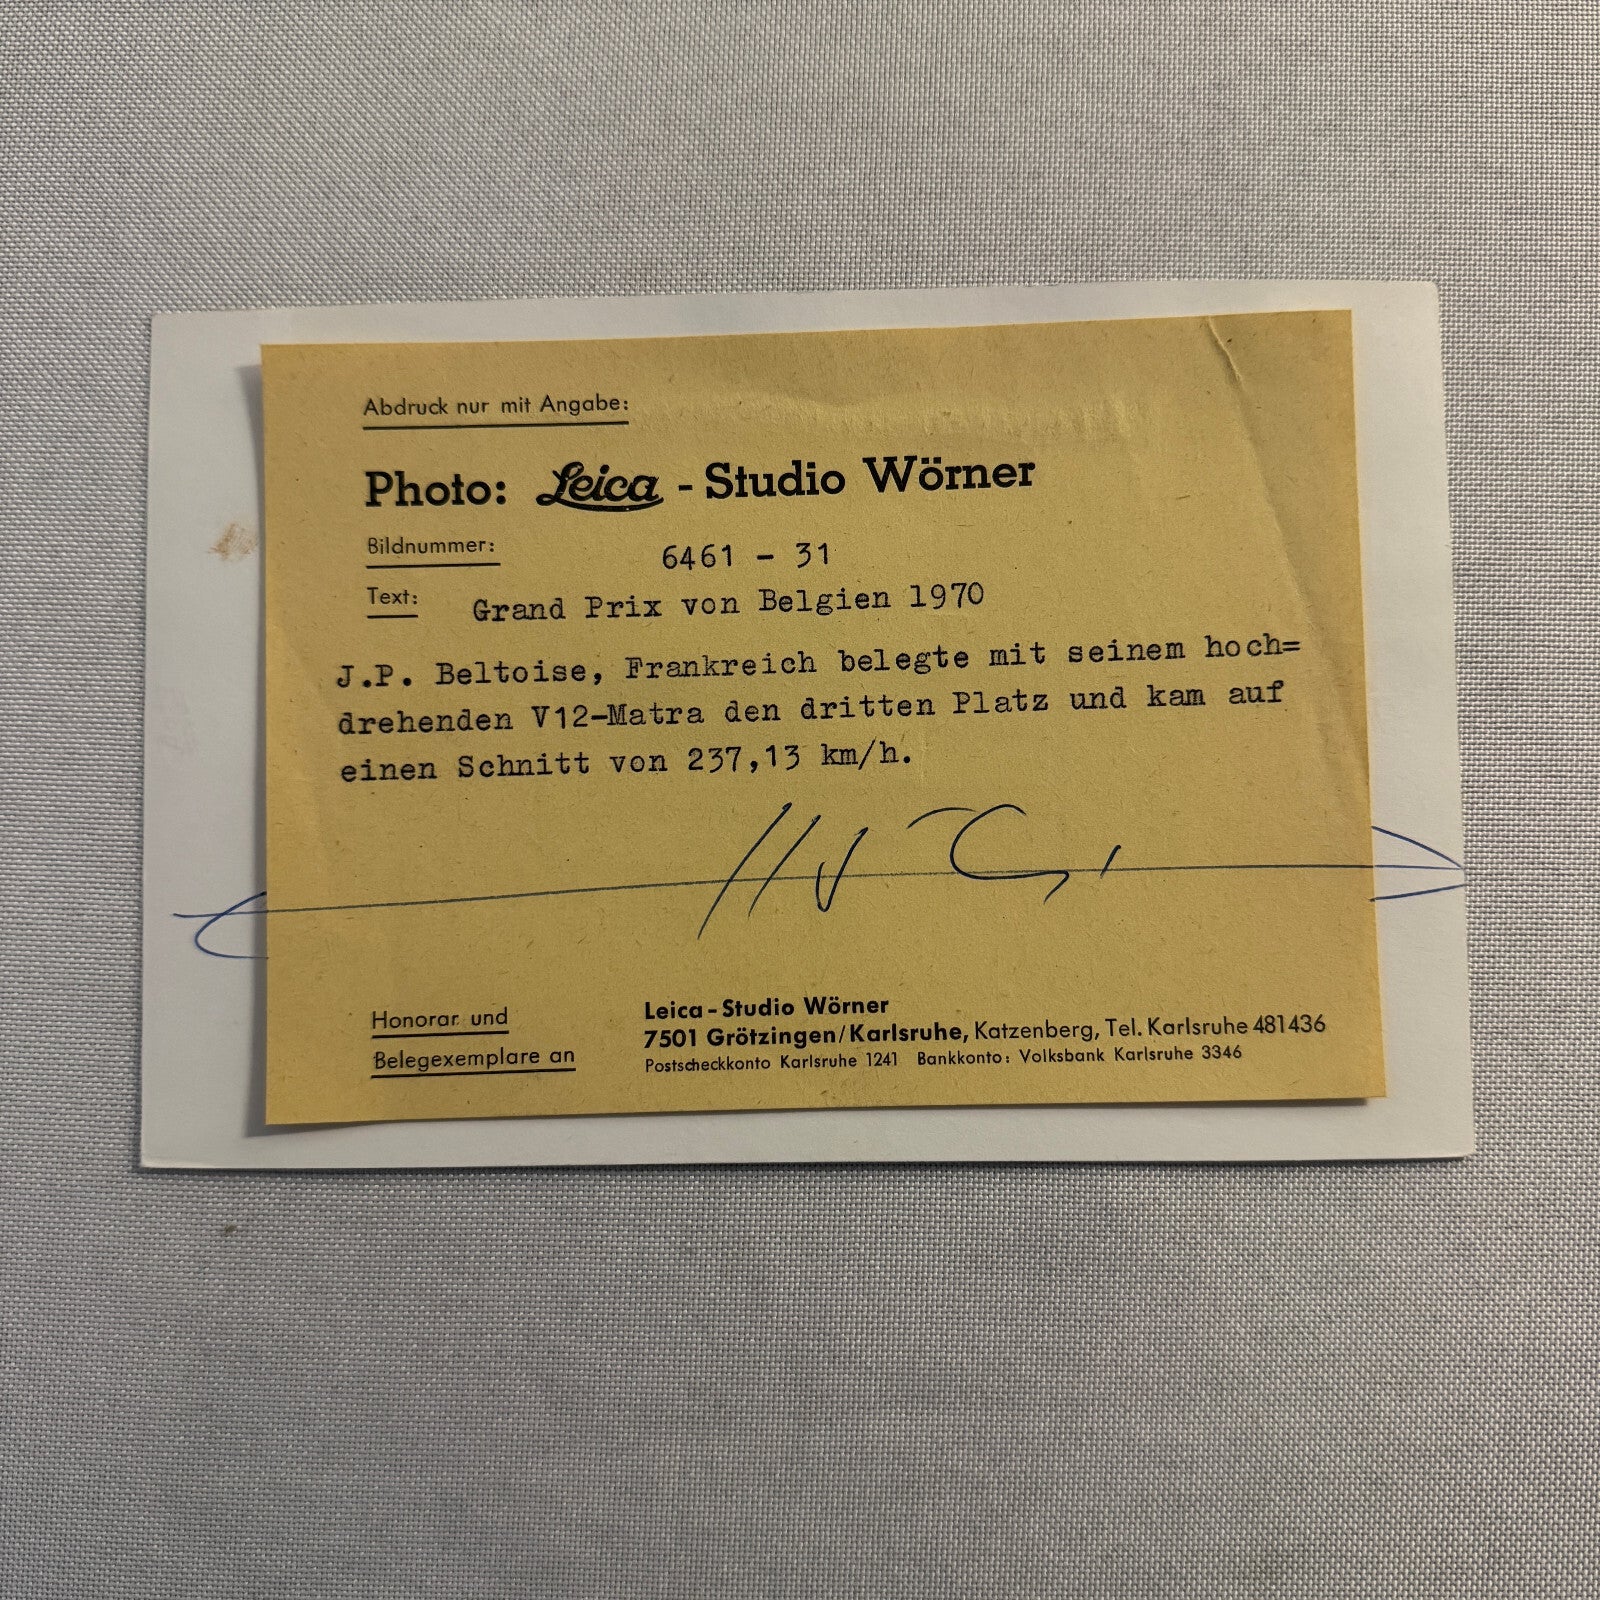 Abdruck nur mit Angabe:
Photo: Leica - Studio Wörner
Bildnummer: 6461 - 31
Text: Grand Prix von Belgien 1970
J.P. Beltoise, Frankreich belegte mit seinem hoch=
drehenden V12-Matra den dritten Platz und kam auf
einen Schnitt von 237,13 km/h.
Honorar und
Belegexemplare an
Leica - Studio Wörner
7501 Grötzingen/Karlsruhe, Katzenberg, Tel. Karlsruhe 481436
Postscheckkonto Karlsruhe 1241 Bankkonto: Volksbank Karlsruhe 3346